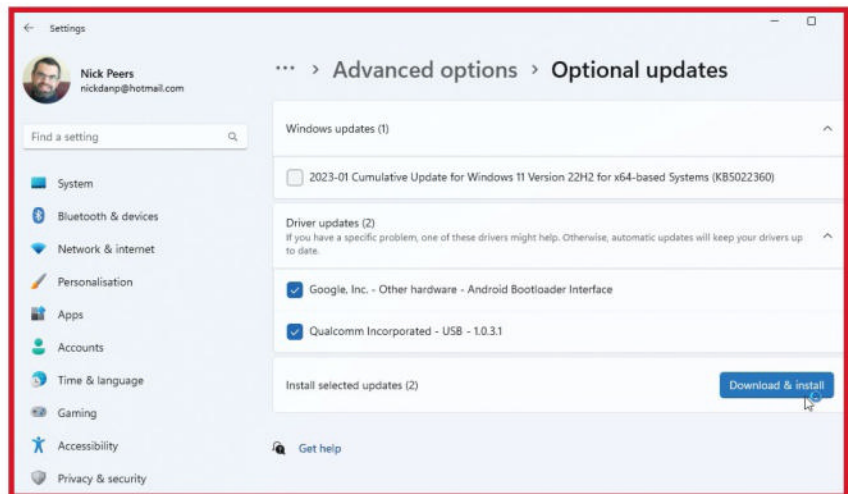 Settings
Nick Peers
nickdanp@hotmail.com
Find a setting
System
Bluetooth & devices
Network & internet
Personalisation
Apps
Accounts
Time & language
Gaming
Accessibility
Privacy & security
··· > Advanced options > Optional updates
Windows updates (1)
2023-01 Cumulative Update for Windows 11 Version 22H2 for x64-based Systems (KB5022360)
Driver updates (2)
If you have a specific problem, one of these drivers might help. Otherwise, automatic updates will keep your drivers up
to date.
Google, Inc. - Other hardware - Android Bootloader Interface
Qualcomm Incorporated - USB - 1.0.3.1
Install selected updates (2)
Download & install
Get help